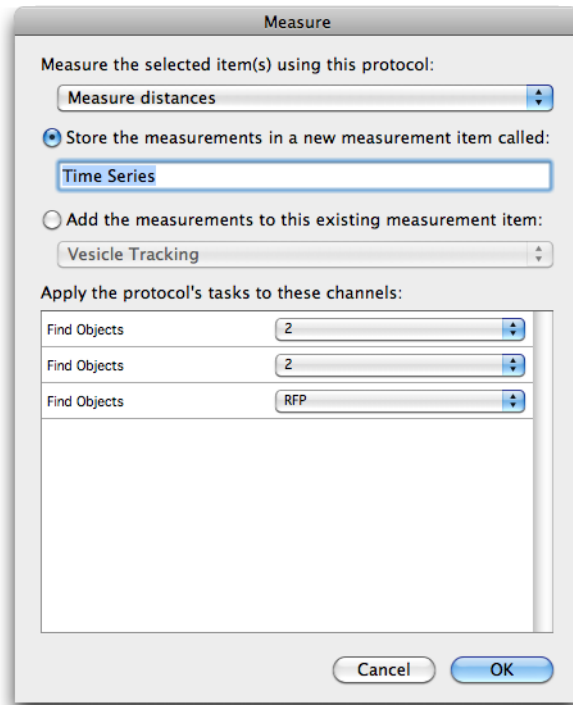 Measure
Measure the selected item(s) using this protocol:
Measure distances
Store the measurements in a new measurement item called:
Time Series
Add the measurements to this existing measurement item:
Vesicle Tracking
Apply the protocol's tasks to these channels:
Find Objects 2
Find Objects 2
Find Objects RFP
Cancel OK